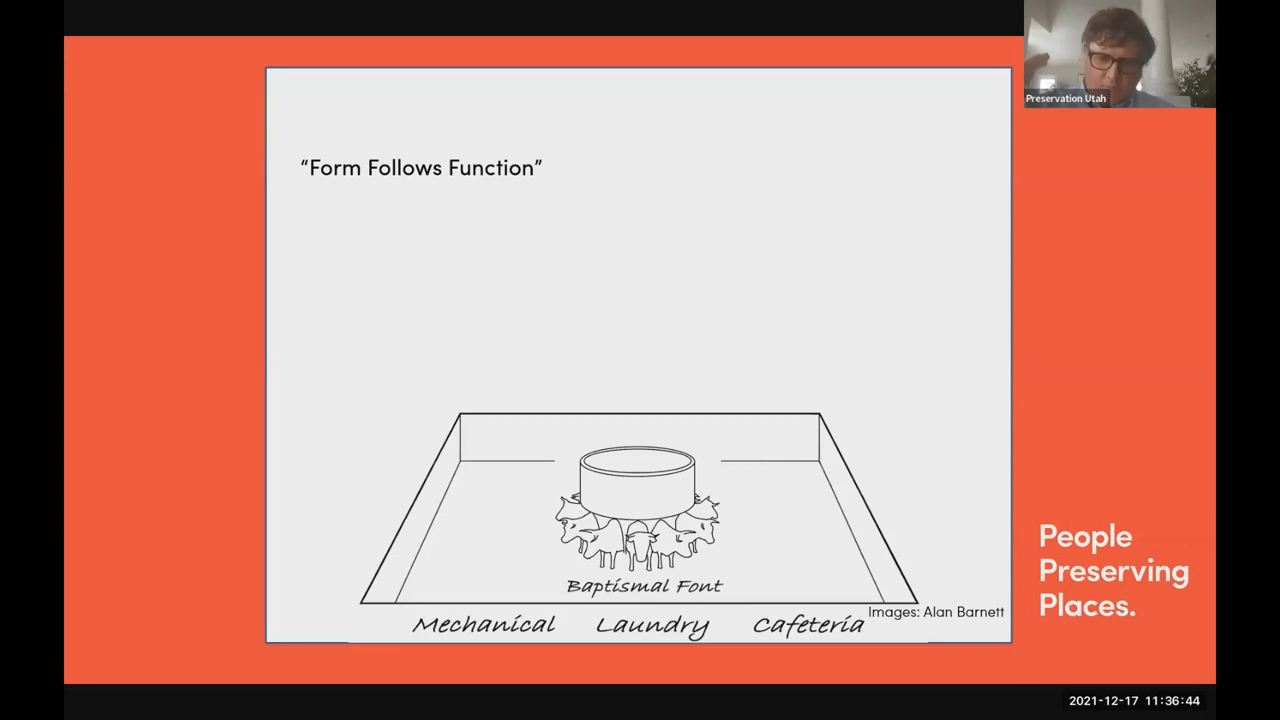 Preservation Utah
“Form Follows Function”
Baptismal Font
Mechanical Laundry Cafeteria
Images: Alan Barnett
People
Preserving
Places.
2021-12-17 11:36:44